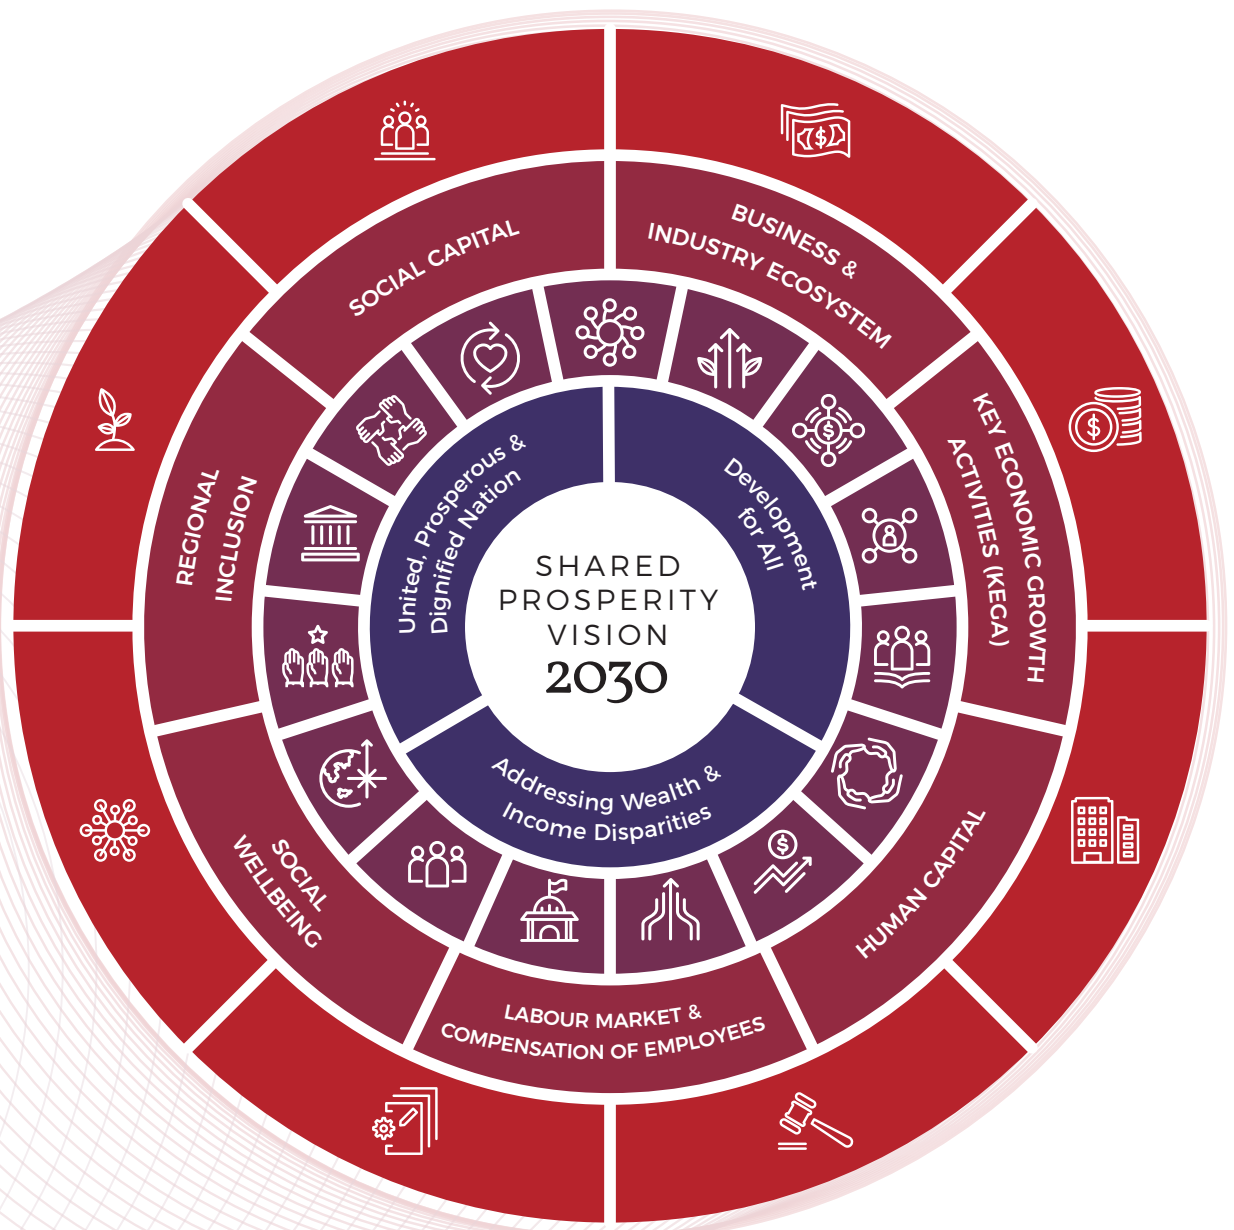 SHARED
PROSPERITY
VISION
2030
Development
for All
Addressing Wealth &
Income Disparities
United, Prosperous &
Dignified Nation
BUSINESS &
INDUSTRY ECOSYSTEM
KEY ECONOMIC GROWTH
ACTIVITIES (KEGA)
HUMAN CAPITAL
LABOUR MARKET &
COMPENSATION OF EMPLOYEES
SOCIAL
WELLBEING
REGIONAL
INCLUSION
SOCIAL CAPITAL
$
$
$
$
$